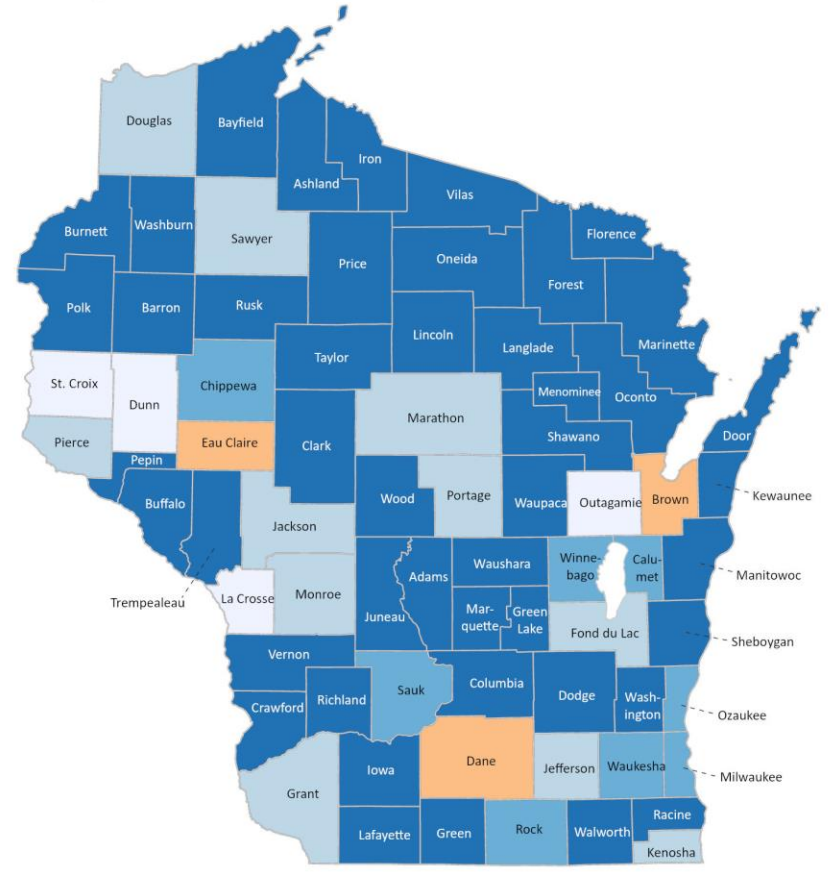 Douglas
Bayfield
Iron
Ashland
Vilas
Burnett
Washburn
Sawyer
Florence
Price
Oneida
Forest
Polk
Barron
Rusk
Lincoln
Marinette
Taylor
Langlade
St. Croix
Chippewa
Menominee
Oconto
Dunn
Marathon
Pierce
Eau Claire
Clark
Shawano
Door
Pepin
Buffalo
Wood
Portage
Waupaca
Outagamie
Brown
Kewaunee
Jackson
Waushara
Winne-
bago
Calu-
met
Manitowoc
Adams
Trempealeau
La Crosse
Monroe
Juneau
Mar-
quette
Green
Lake
Fond du Lac
Sheboygan
Vernon
Sauk
Columbia
Dodge
Wash-
ington
Crawford
Richland
Ozaukee
Iowa
Dane
Jefferson
Waukesha
Milwaukee
Grant
Lafayette
Green
Rock
Walworth
Racine
Kenosha